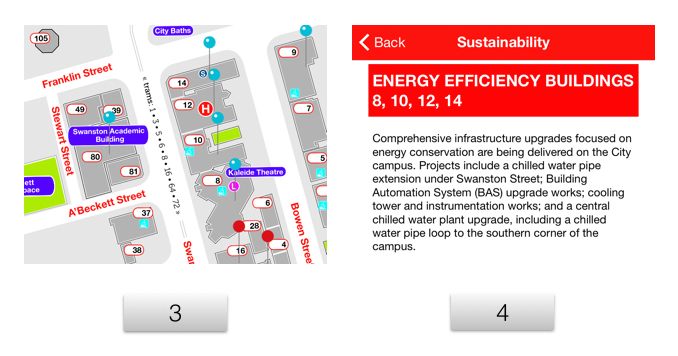 City Baths
105
9
Franklin Street
S
14
« trams: 1 • 3 • 5 • 6 • 8 • 16 • 64 • 72 »
49
39
12
H
7
Stewart Street
Swanston Academic
Building
10
80
5
81
Kaleide Theatre
8
L
A'Beckett Street
6
37
Bowen Stree
28
38
16
4
Swan
ett
pace
3
Back
Sustainability
ENERGY EFFICIENCY BUILDINGS
8, 10, 12, 14
Comprehensive infrastructure upgrades focused on
energy conservation are being delivered on the City
campus. Projects include a chilled water pipe
extension under Swanston Street; Building
Automation System (BAS) upgrade works; cooling
tower and instrumentation works; and a central
chilled water plant upgrade, including a chilled
water pipe loop to the southern corner of the
campus.
4